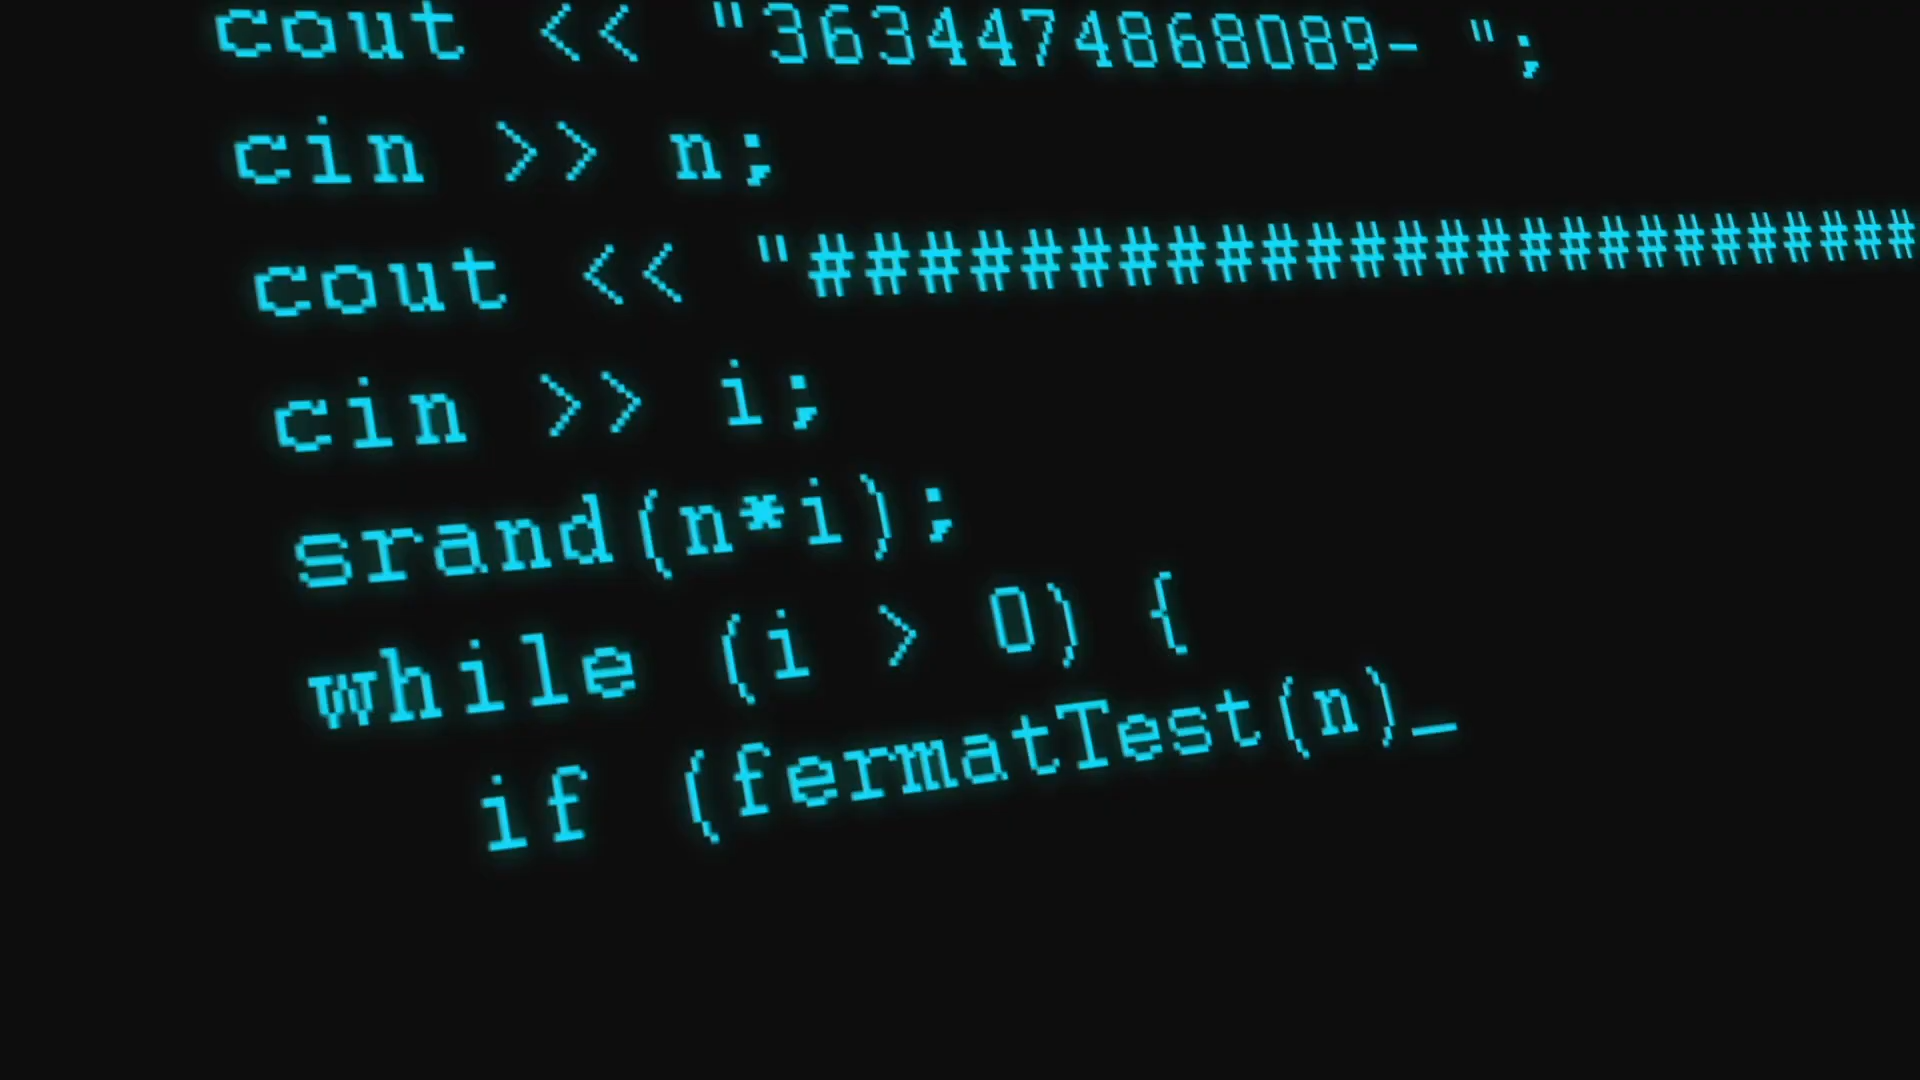 cout << "3634474868089- ";
cin >> n;
cout << "########################
cin >> i;
srand(n*i);
while (i > 0) {
if (fermatTest(n)_